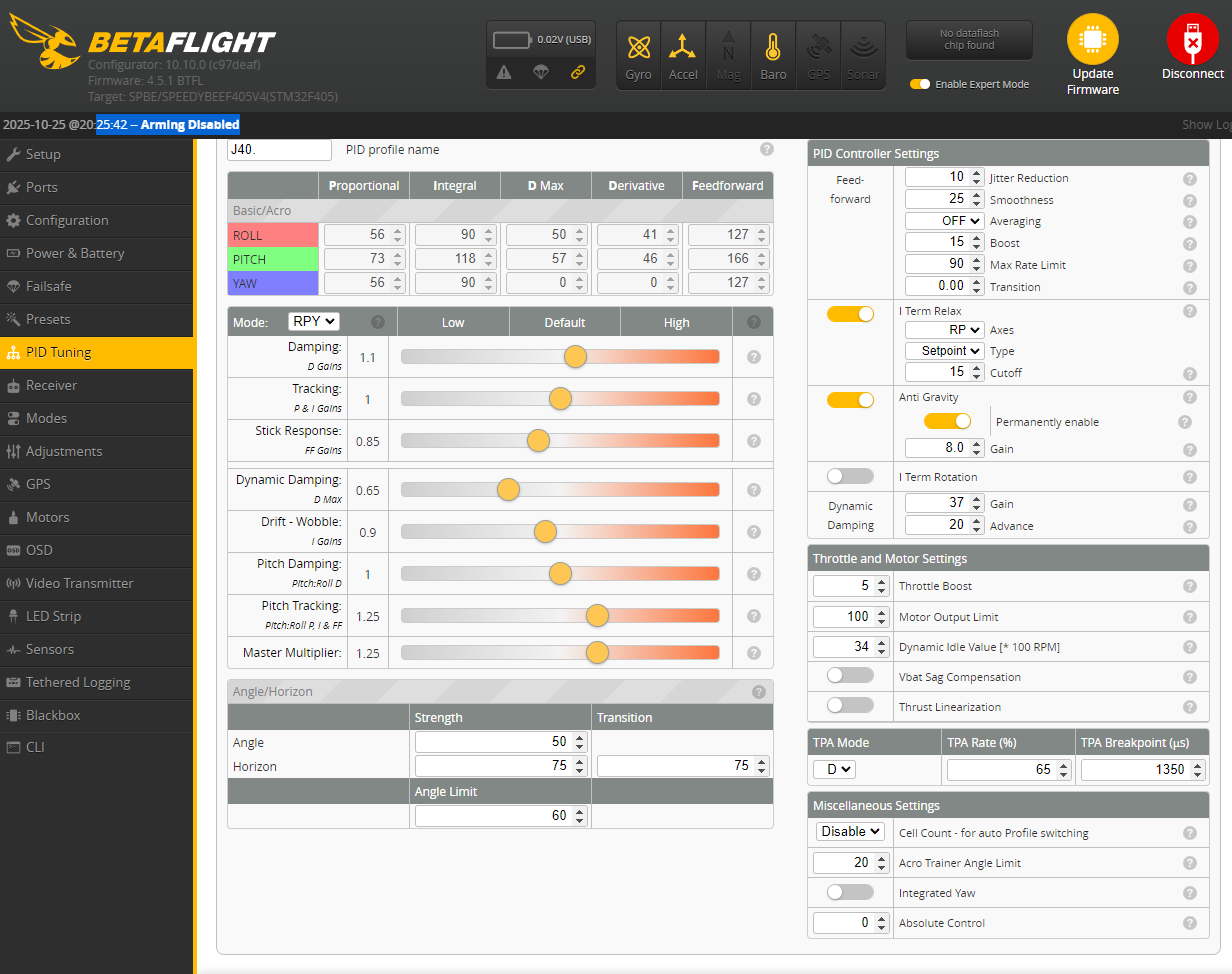 BETAFLIGHT
Configurator: 10.10.0 (c97deaf)
Firmware: 4.5.1 BTFL
Target: SPBE/SPEEDYBEEF405V4(STM32F405)
0.02V (USB)
Gyro Accel Mag Baro GPS Sonar
No dataflash
chip found
Enable Expert Mode
Update
Firmware
Disconnect
2025-10-25 @20:25:42 -- Arming Disabled
Show Lo
Setup
Ports
Configuration
Power & Battery
Failsafe
Presets
PID Tuning
Receiver
Modes
Adjustments
GPS
Motors
OSD
Video Transmitter
LED Strip
Sensors
Tethered Logging
Blackbox
CLI
J40. PID profile name
Proportional Integral D Max Derivative Feedforward
Basic/Acro
ROLL 56 90 50 41 127
PITCH 73 118 57 46 166
YAW 56 90 0 0 127
Mode: RPY Low Default High
Damping:
D Gains 1.1
Tracking:
P & I Gains 1
Stick Response:
FF Gains 0.85
Dynamic Damping:
D Max 0.65
Drift - Wobble:
I Gains 0.9
Pitch Damping:
Pitch:Roll D 1
Pitch Tracking:
Pitch:Roll P, I & FF 1.25
Master Multiplier: 1.25
Angle/Horizon
Strength Transition
Angle 50
Horizon 75 75
Angle Limit
60
PID Controller Settings
Feed-
forward
10 Jitter Reduction
25 Smoothness
OFF Averaging
15 Boost
90 Max Rate Limit
0.00 Transition
I Term Relax
RP Axes
Setpoint Type
15 Cutoff
Anti Gravity
Permanently enable
8.0 Gain
I Term Rotation
Dynamic
Damping
37 Gain
20 Advance
Throttle and Motor Settings
5 Throttle Boost
100 Motor Output Limit
34 Dynamic Idle Value [* 100 RPM]
Vbat Sag Compensation
Thrust Linearization
TPA Mode TPA Rate (%) TPA Breakpoint (µs)
D 65 1350
Miscellaneous Settings
Disable Cell Count - for auto Profile switching
20 Acro Trainer Angle Limit
Integrated Yaw
0 Absolute Control